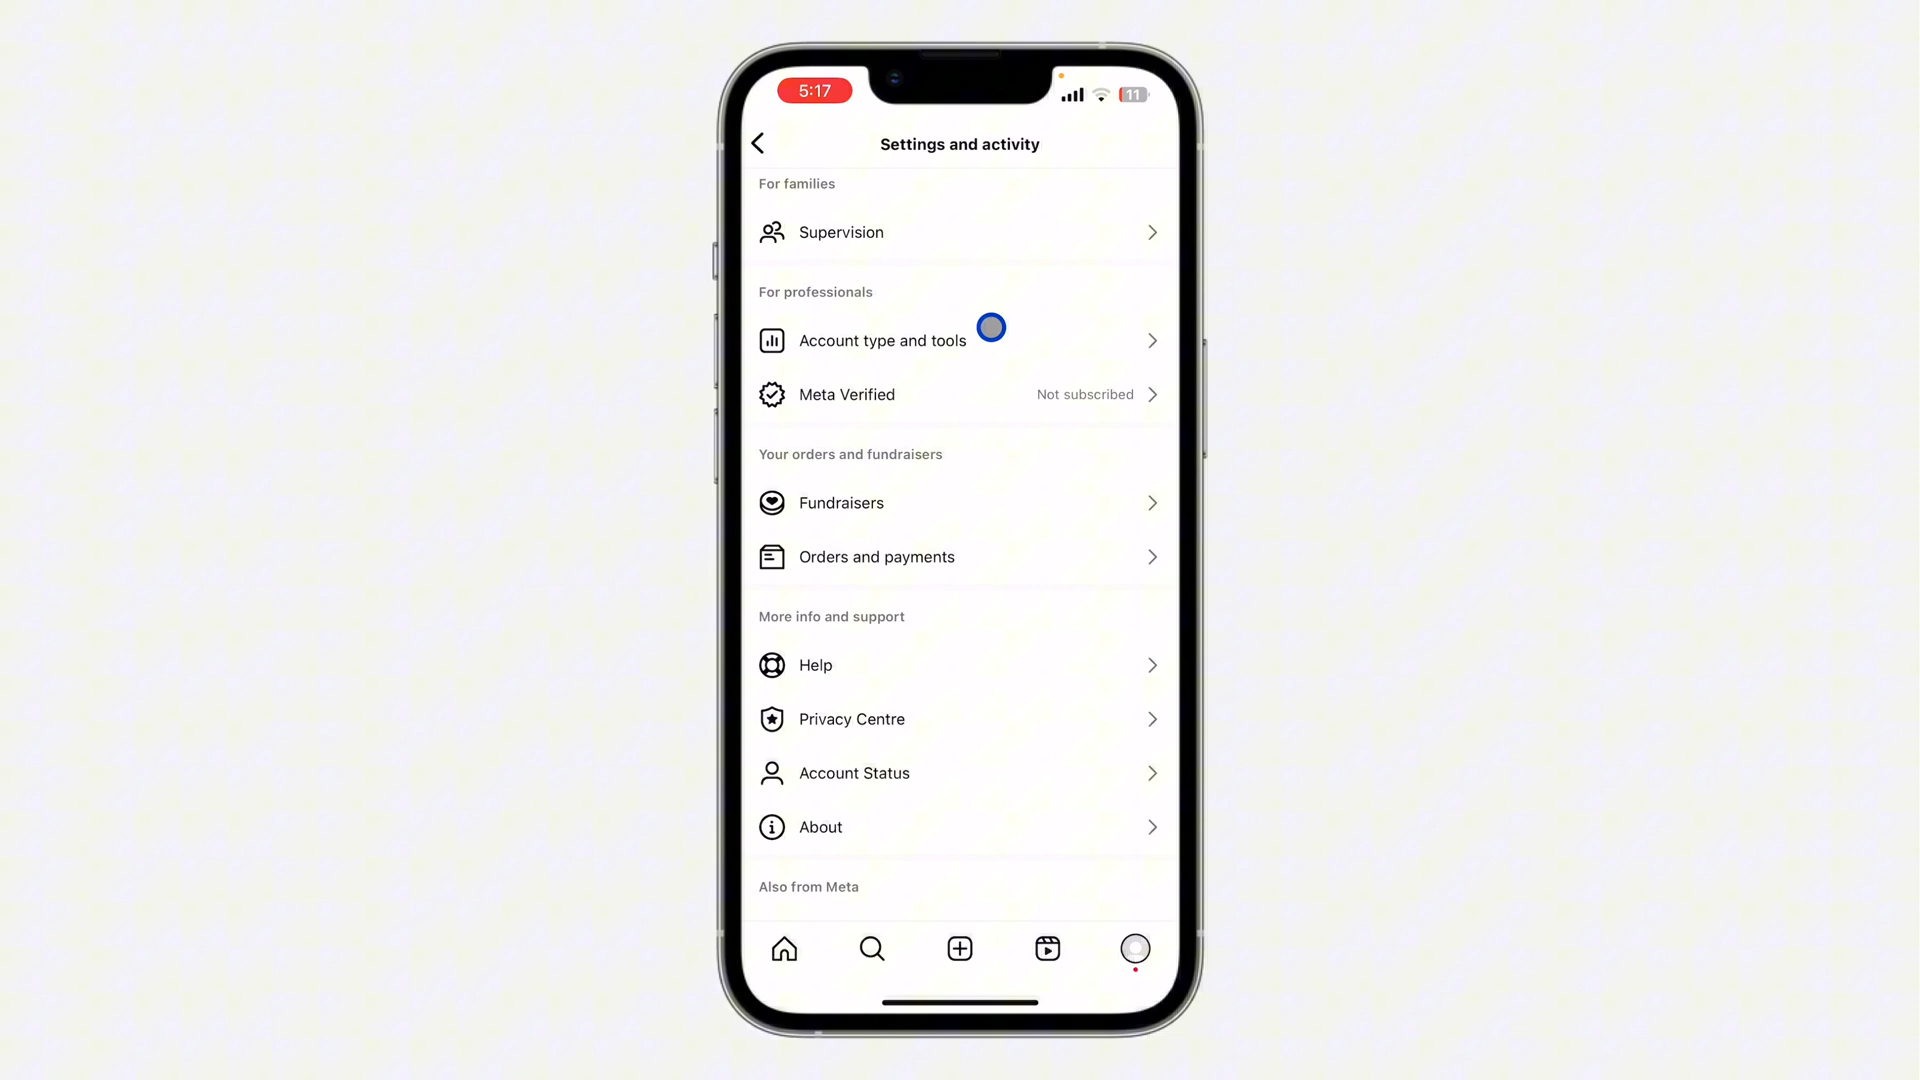 5:17
11
Settings and activity
For families
Supervision
For professionals
Account type and tools
Meta Verified Not subscribed
Your orders and fundraisers
Fundraisers
Orders and payments
More info and support
Help
Privacy Centre
Account Status
About
Also from Meta